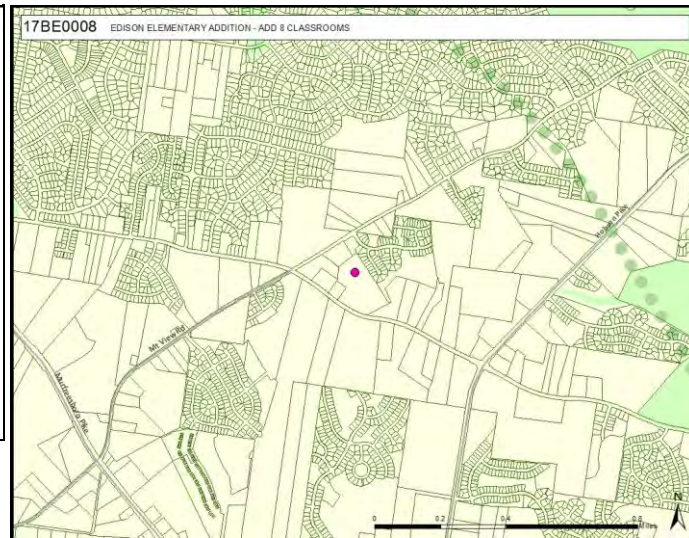 17BE0008 EDISON ELEMENTARY ADDITION - ADD 8 CLASSROOMS
Hobson Pike
Mt View Rd
Murfreesboro Pike
N
0 0.2 0.4 0.8 Miles